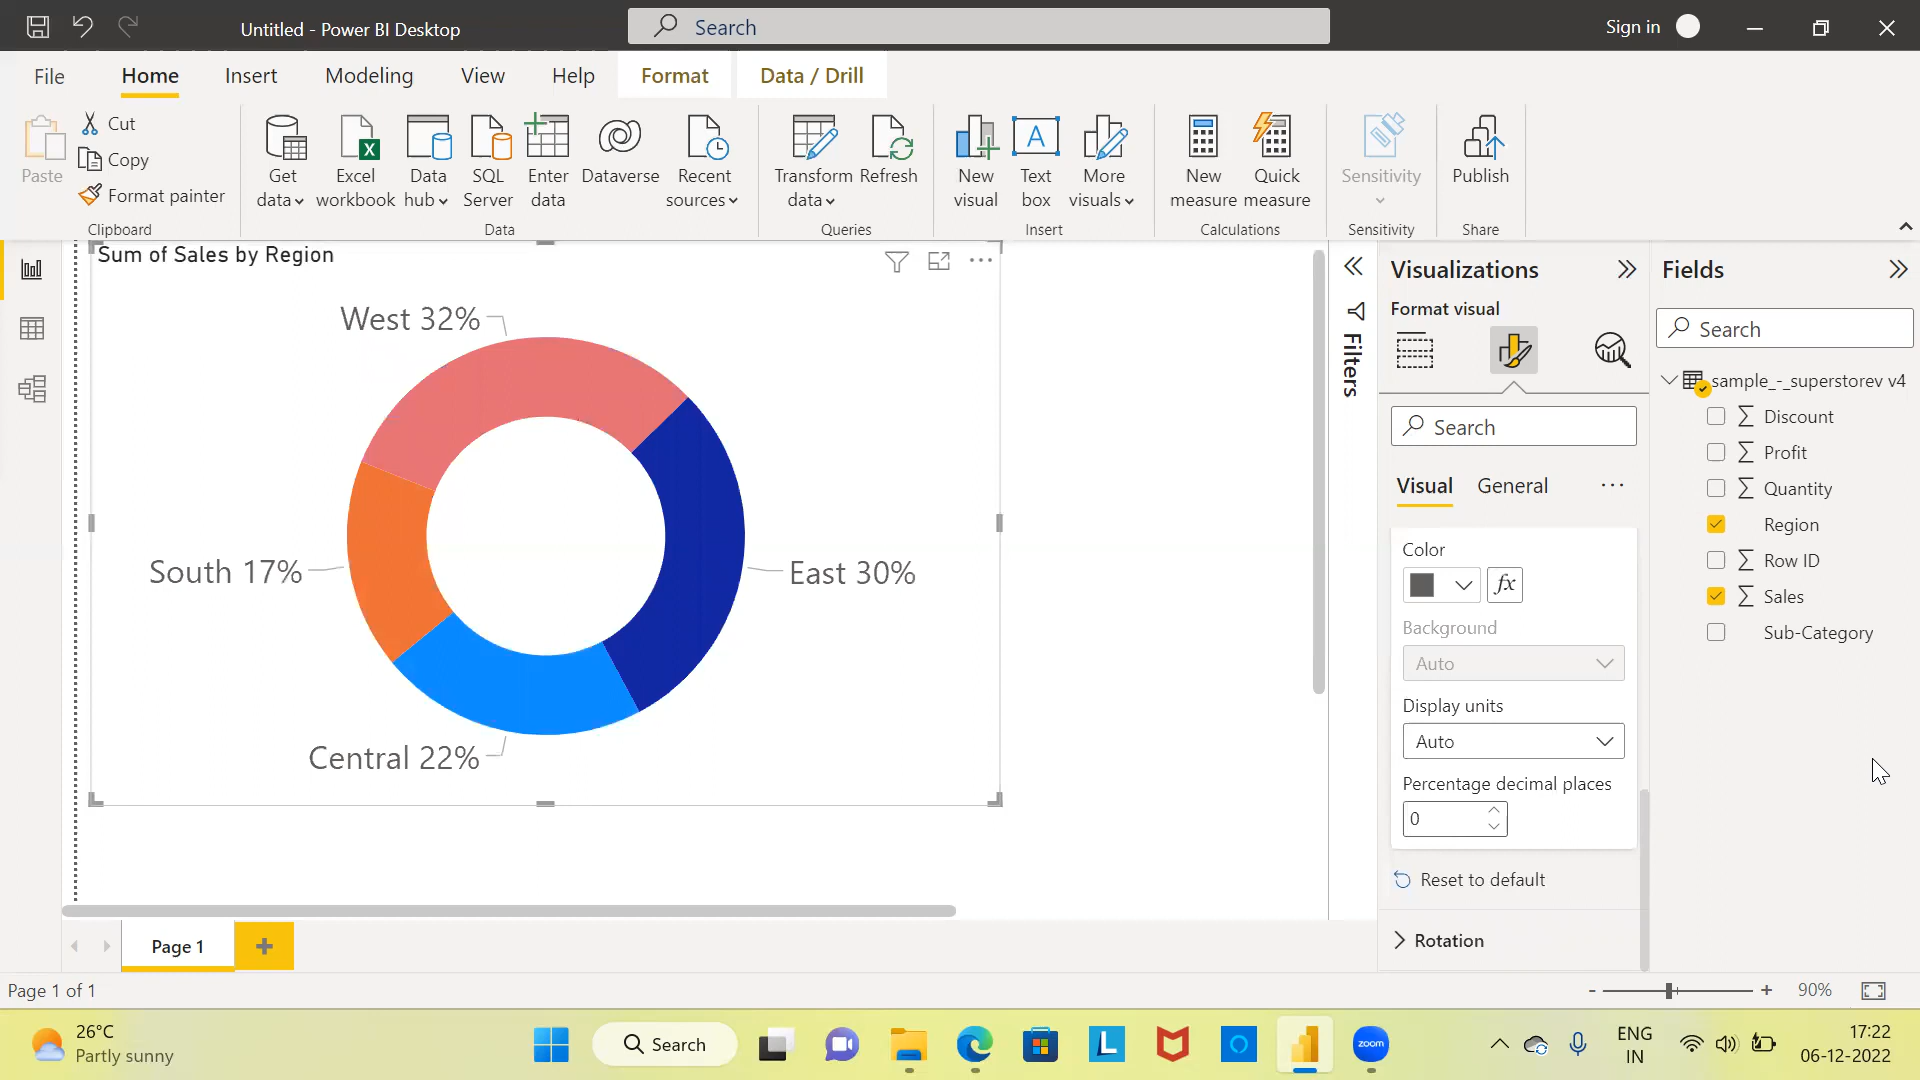 Untitled - Power BI Desktop
Search
Sign in
File
Home
Insert
Modeling
View
Help
Format
Data / Drill
Paste
Cut
Copy
Format painter
Clipboard
Get
data
Excel
workbook
Data
hub
SQL
Server
Enter
data
Dataverse
Recent
sources
Data
Transform
data
Refresh
Queries
New
visual
Text
box
More
visuals
Insert
New
measure
Quick
measure
Calculations
Sensitivity
Sensitivity
Publish
Share
Sum of Sales by Region
West 32%
South 17%
East 30%
Central 22%
Filters
Visualizations
Format visual
Search
Visual
General
Color
fx
Background
Auto
Display units
Auto
Percentage decimal places
0
Reset to default
Rotation
Fields
Search
sample_-_superstorev v4
Discount
Profit
Quantity
Region
Row ID
Sales
Sub-Category
Page 1
Page 1 of 1
- + 90%
26°C
Partly sunny
Search
L
zoom
ENG
IN
17:22
06-12-2022